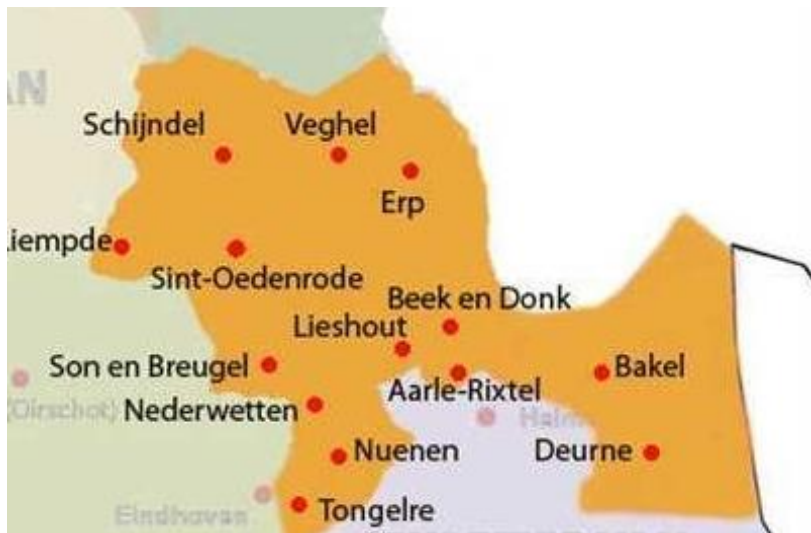 AN
Schijndel
Veghel
Erp
Liempde
Sint-Oedenrode
Beek en Donk
Lieshout
Son en Breugel
Aarle-Rixtel
Bakel
(Oirschot)
Nederwetten
Nuenen
Deurne
Eindhoven
Tongelre